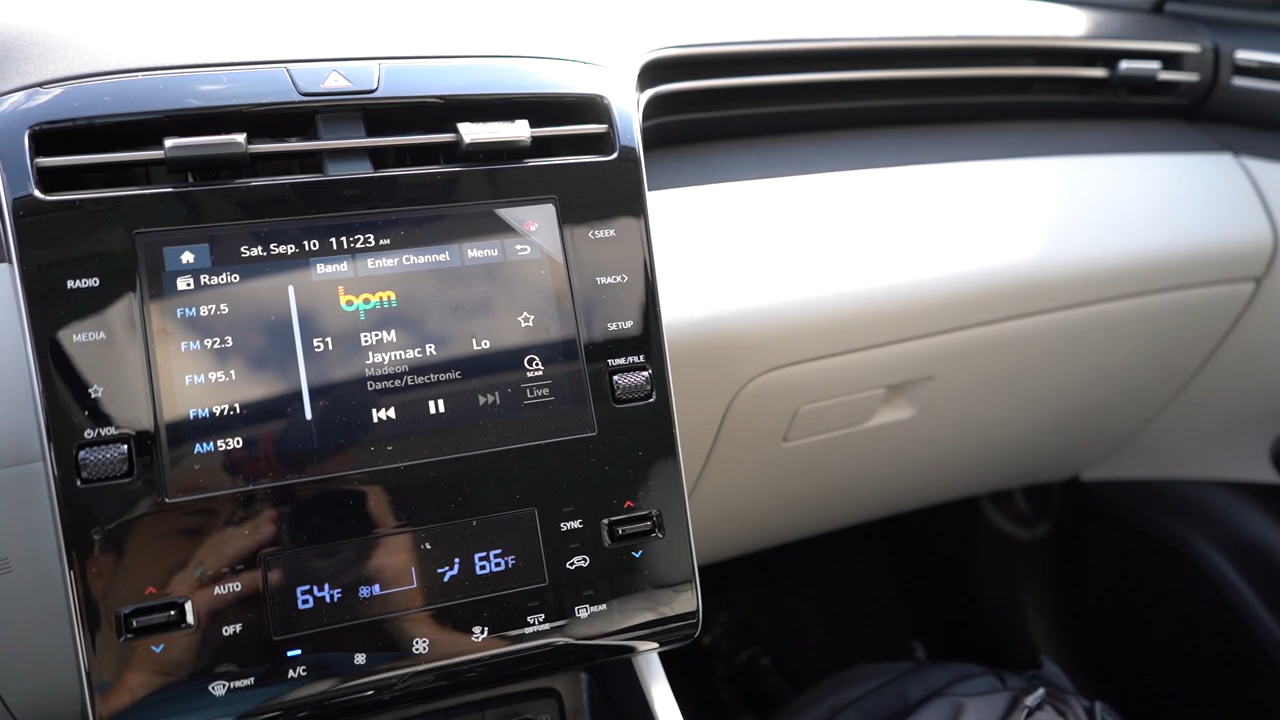 Sat, Sep. 10 11:23 AM
Band Enter Channel Menu
Radio
FM 87.5
FM 92.3
FM 95.1
FM 97.1
AM 530
bpm
51 BPM
Jaymac R Lo
Madeon
Dance/Electronic
SCAN
Live
RADIO
MEDIA
/VOL
<SEEK
TRACK>
SETUP
TUNE/FILE
SYNC
64°F
66°F
AUTO
OFF
A/C
FRONT
DIFFUSE
REAR